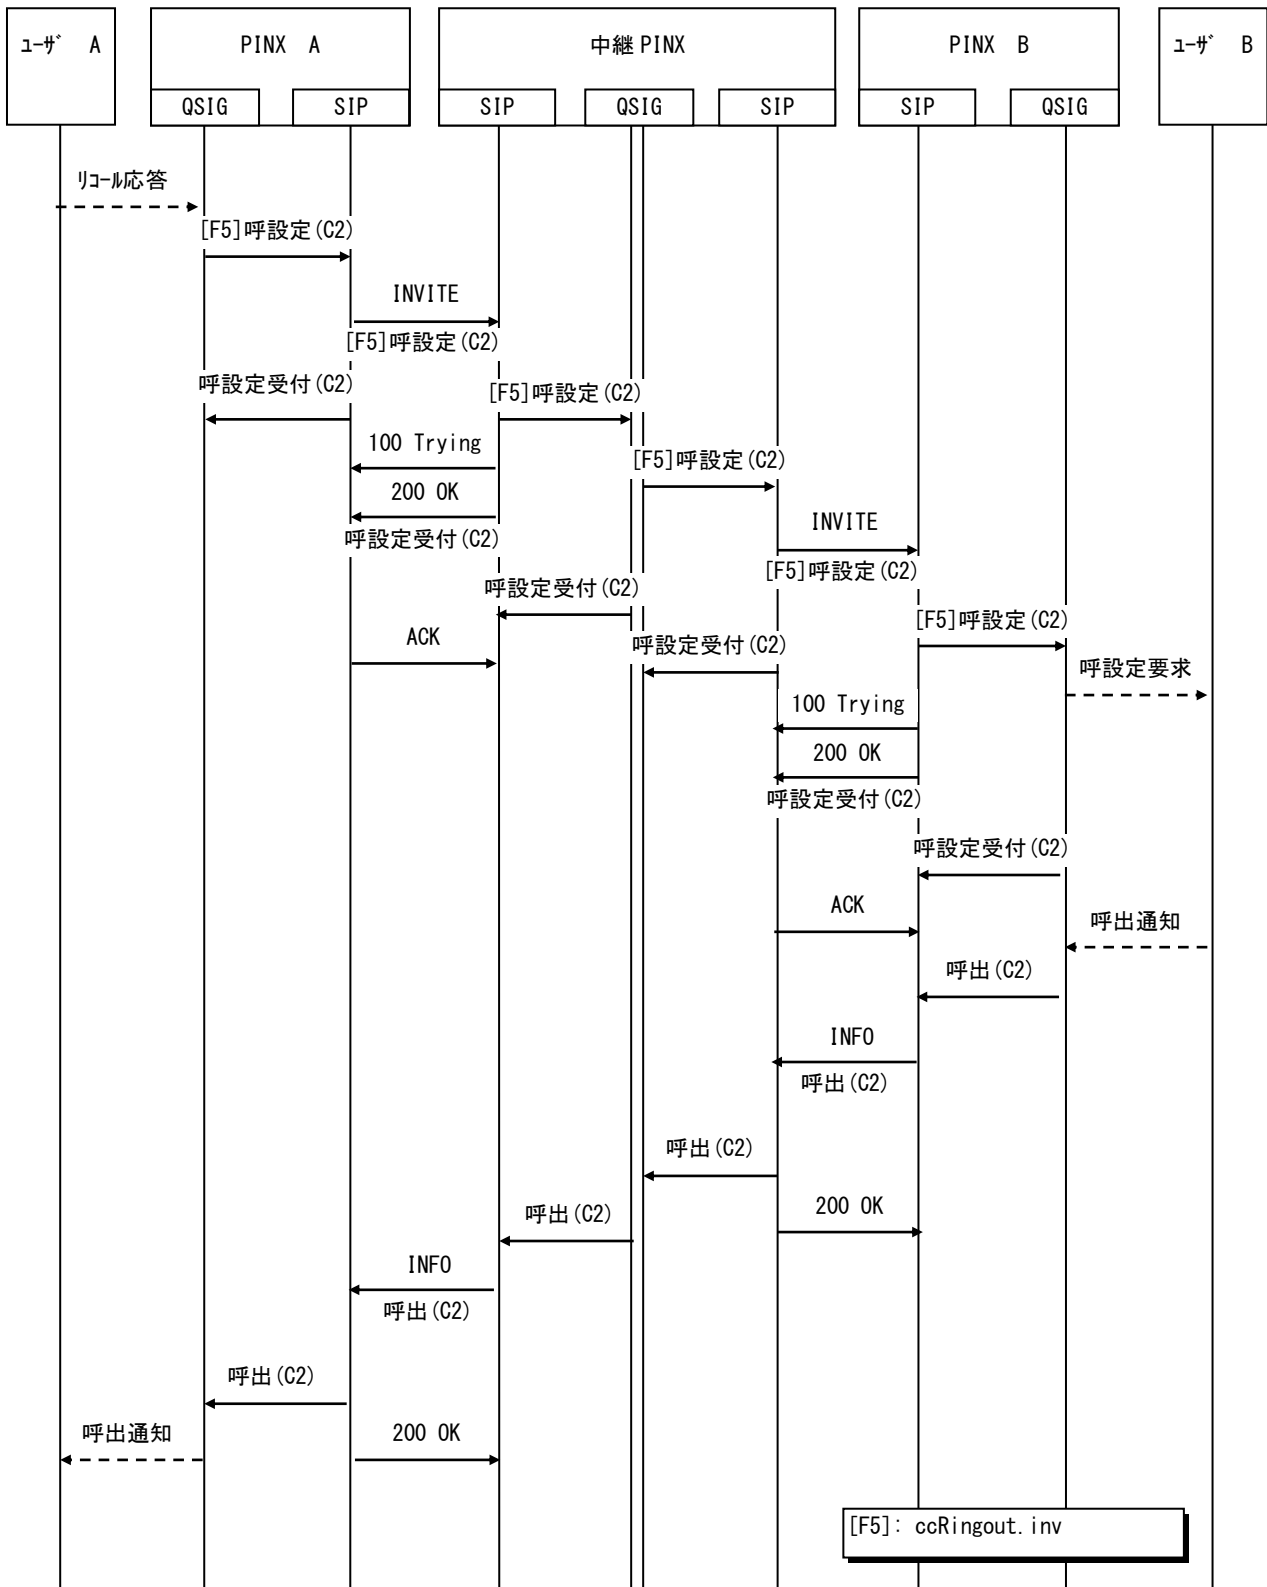 ﾕｰｻﾞ A
PINX A
中継PINX
PINX B
ﾕｰｻﾞ B
QSIG
SIP
SIP
QSIG
SIP
SIP
QSIG
ﾘｺｰﾙ応答
[F5]呼設定(C2)
INVITE
[F5]呼設定(C2)
呼設定受付(C2)
[F5]呼設定(C2)
100 Trying
[F5]呼設定(C2)
200 OK
INVITE
呼設定受付(C2)
[F5]呼設定(C2)
呼設定受付(C2)
[F5]呼設定(C2)
ACK
呼設定受付(C2)
呼設定要求
100 Trying
200 OK
呼設定受付(C2)
呼設定受付(C2)
ACK
呼出通知
呼出(C2)
INFO
呼出(C2)
呼出(C2)
200 OK
呼出(C2)
INFO
呼出(C2)
呼出(C2)
呼出通知
200 OK
[F5]: ccRingout.inv